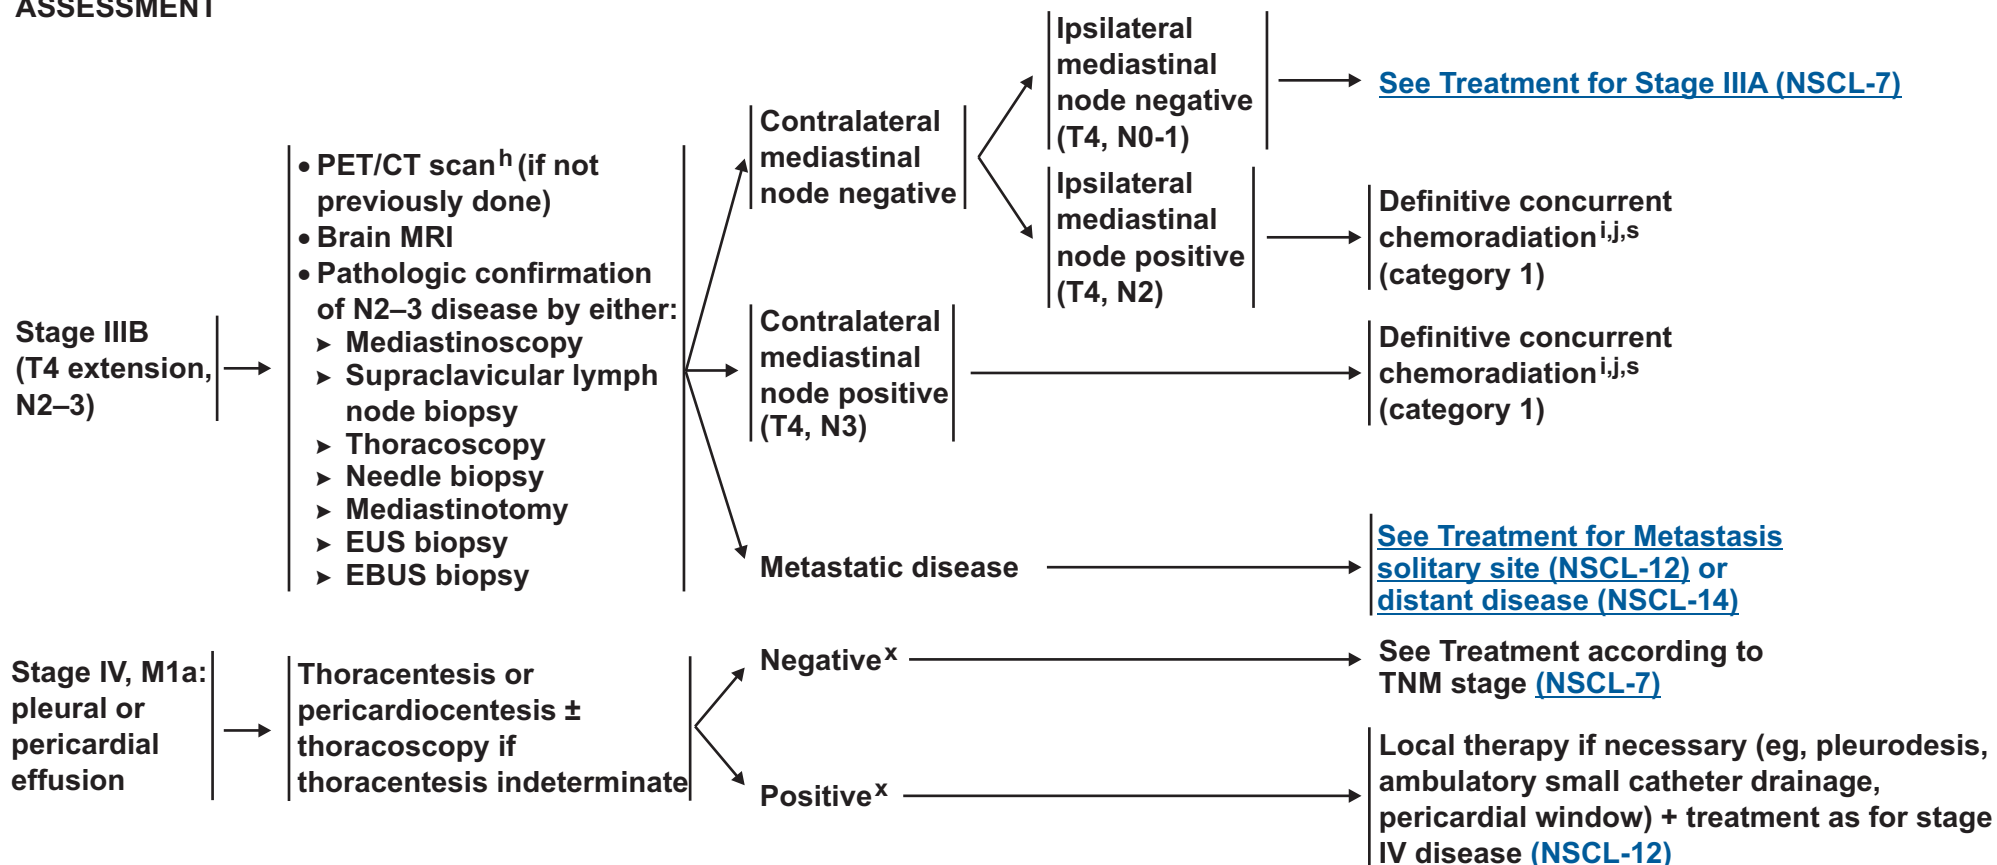 ASSESSMENT
Stage IIIB
(T4 extension,
N2–3)
• PET/CT scanʰ (if not
previously done)
• Brain MRI
• Pathologic confirmation
of N2–3 disease by either:
➤ Mediastinoscopy
➤ Supraclavicular lymph
node biopsy
➤ Thoracoscopy
➤ Needle biopsy
➤ Mediastinotomy
➤ EUS biopsy
➤ EBUS biopsy
Contralateral
mediastinal
node negative
Ipsilateral
mediastinal
node negative
(T4, N0-1)
See Treatment for Stage IIIA (NSCL-7)
Ipsilateral
mediastinal
node positive
(T4, N2)
Definitive concurrent
chemoradiation i,j,s
(category 1)
Contralateral
mediastinal
node positive
(T4, N3)
Definitive concurrent
chemoradiation i,j,s
(category 1)
Metastatic disease
See Treatment for Metastasis
solitary site (NSCL-12) or
distant disease (NSCL-14)
Stage IV, M1a:
pleural or
pericardial
effusion
Thoracentesis or
pericardiocentesis ±
thoracoscopy if
thoracentesis indeterminate
Negativeˣ
See Treatment according to
TNM stage (NSCL-7)
Positiveˣ
Local therapy if necessary (eg, pleurodesis,
ambulatory small catheter drainage,
pericardial window) + treatment as for stage
IV disease (NSCL-12)